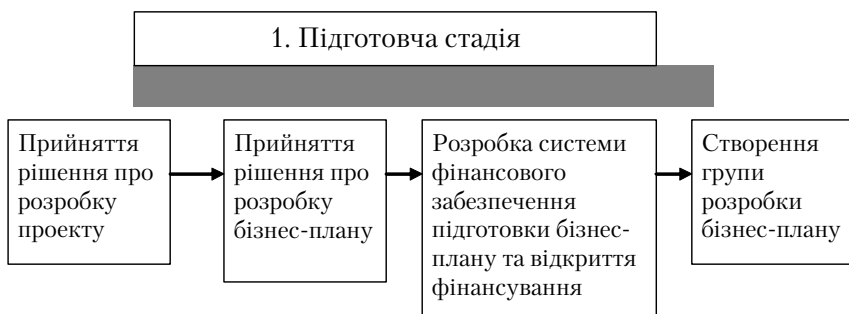 1. Підготовча стадія
Прийняття
рішення про
розробку
проекту
Прийняття
рішення про
розробку
бізнес-плану
Розробка системи
фінансового
забезпечення
підготовки бізнес-
плану та відкриття
фінансування
Створення
групи
розробки
бізнес-плану